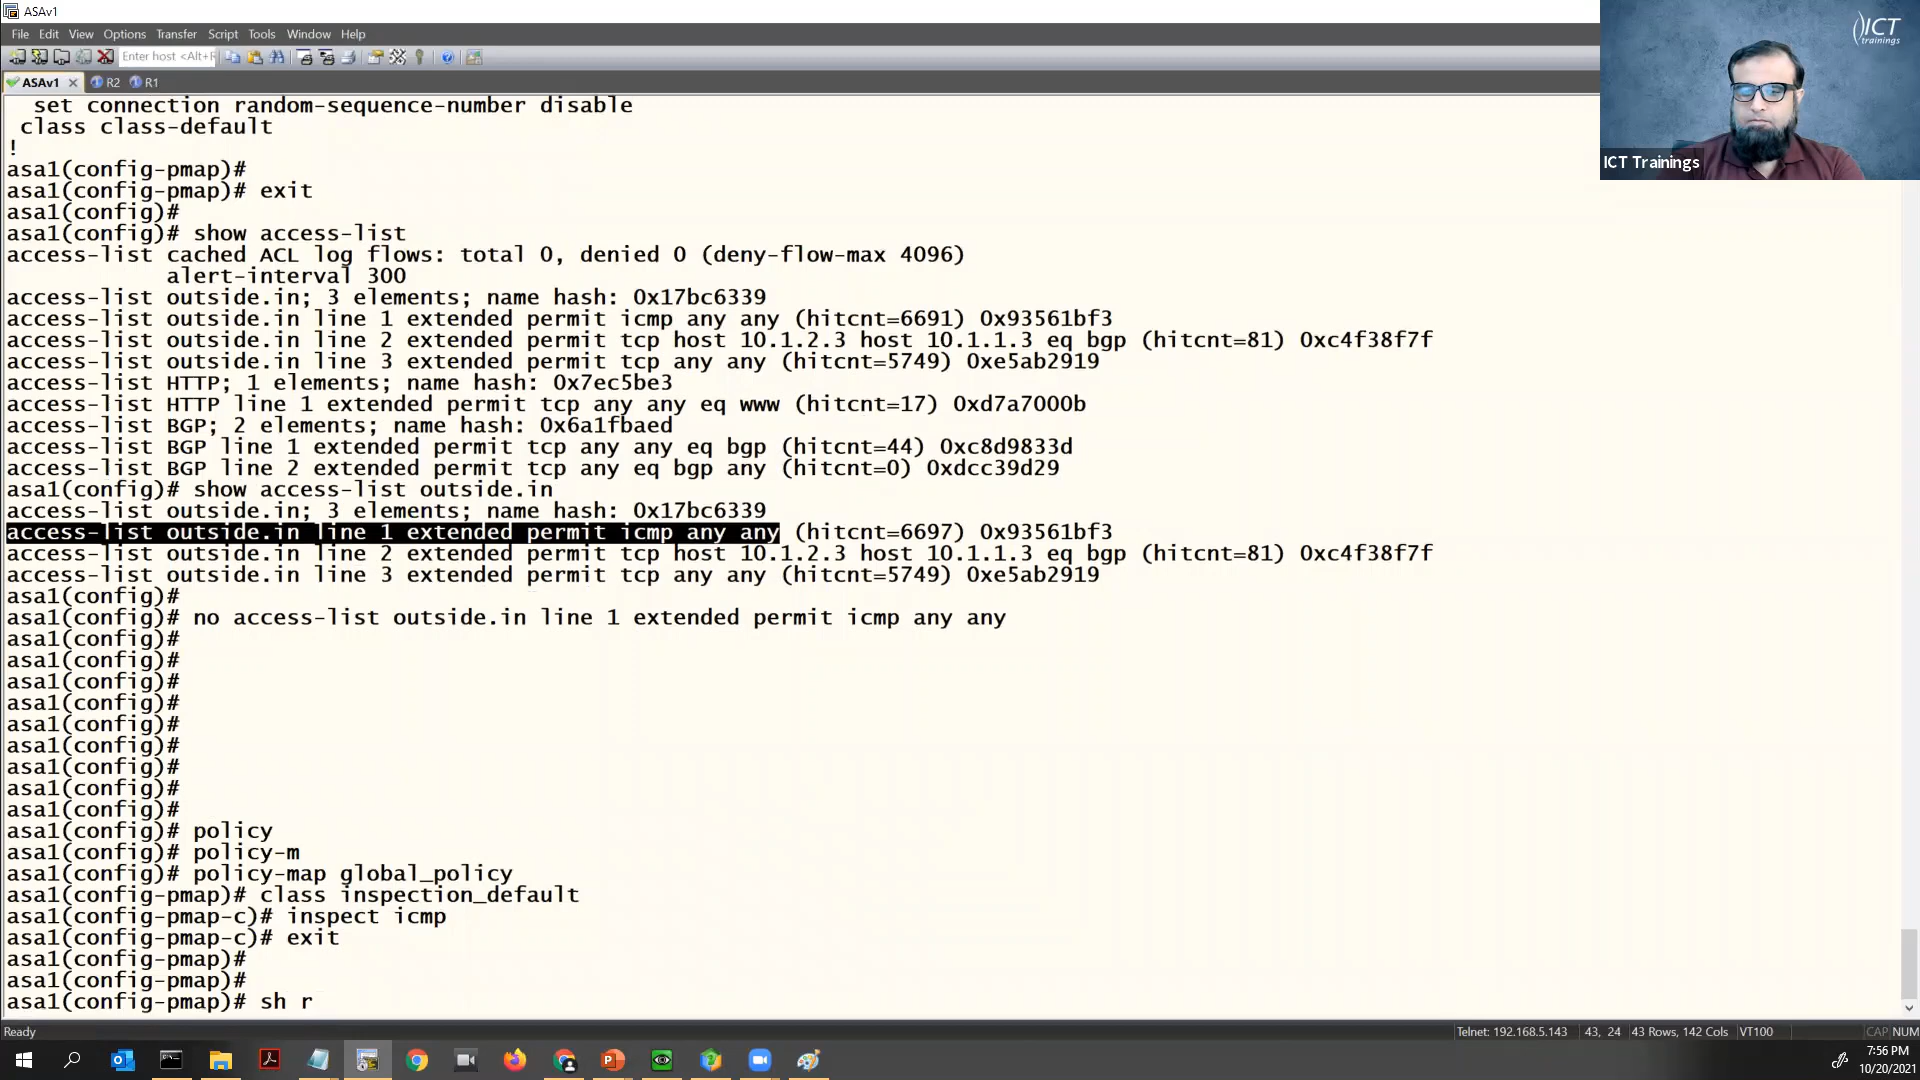 ASAv1
File Edit View Options Transfer Script Tools Window Help
Enter host <Alt+R
ASAv1 R2 R1
set connection random-sequence-number disable
class class-default
!
asa1(config-pmap)#
asa1(config-pmap)# exit
asa1(config)#
asa1(config)# show access-list
access-list cached ACL log flows: total 0, denied 0 (deny-flow-max 4096)
alert-interval 300
access-list outside.in; 3 elements; name hash: 0x17bc6339
access-list outside.in line 1 extended permit icmp any any (hitcnt=6691) 0x93561bf3
access-list outside.in line 2 extended permit tcp host 10.1.2.3 host 10.1.1.3 eq bgp (hitcnt=81) 0xc4f38f7f
access-list outside.in line 3 extended permit tcp any any (hitcnt=5749) 0xe5ab2919
access-list HTTP; 1 elements; name hash: 0x7ec5be3
access-list HTTP line 1 extended permit tcp any any eq www (hitcnt=17) 0xd7a7000b
access-list BGP; 2 elements; name hash: 0x6a1fbaed
access-list BGP line 1 extended permit tcp any any eq bgp (hitcnt=44) 0xc8d9833d
access-list BGP line 2 extended permit tcp any eq bgp any (hitcnt=0) 0xdcc39d29
asa1(config)# show access-list outside.in
access-list outside.in; 3 elements; name hash: 0x17bc6339
access-list outside.in line 1 extended permit icmp any any (hitcnt=6697) 0x93561bf3
access-list outside.in line 2 extended permit tcp host 10.1.2.3 host 10.1.1.3 eq bgp (hitcnt=81) 0xc4f38f7f
access-list outside.in line 3 extended permit tcp any any (hitcnt=5749) 0xe5ab2919
asa1(config)#
asa1(config)# no access-list outside.in line 1 extended permit icmp any any
asa1(config)#
asa1(config)#
asa1(config)#
asa1(config)#
asa1(config)#
asa1(config)#
asa1(config)#
asa1(config)#
asa1(config)#
asa1(config)# policy
asa1(config)# policy-m
asa1(config)# policy-map global_policy
asa1(config-pmap)# class inspection_default
asa1(config-pmap-c)# inspect icmp
asa1(config-pmap-c)# exit
asa1(config-pmap)#
asa1(config-pmap)#
asa1(config-pmap)# sh r
ICT
trainings
ICT Trainings
Ready
Telnet: 192.168.5.143 43, 24 43 Rows, 142 Cols VT100 CAP NUM
7:56 PM
10/20/2021